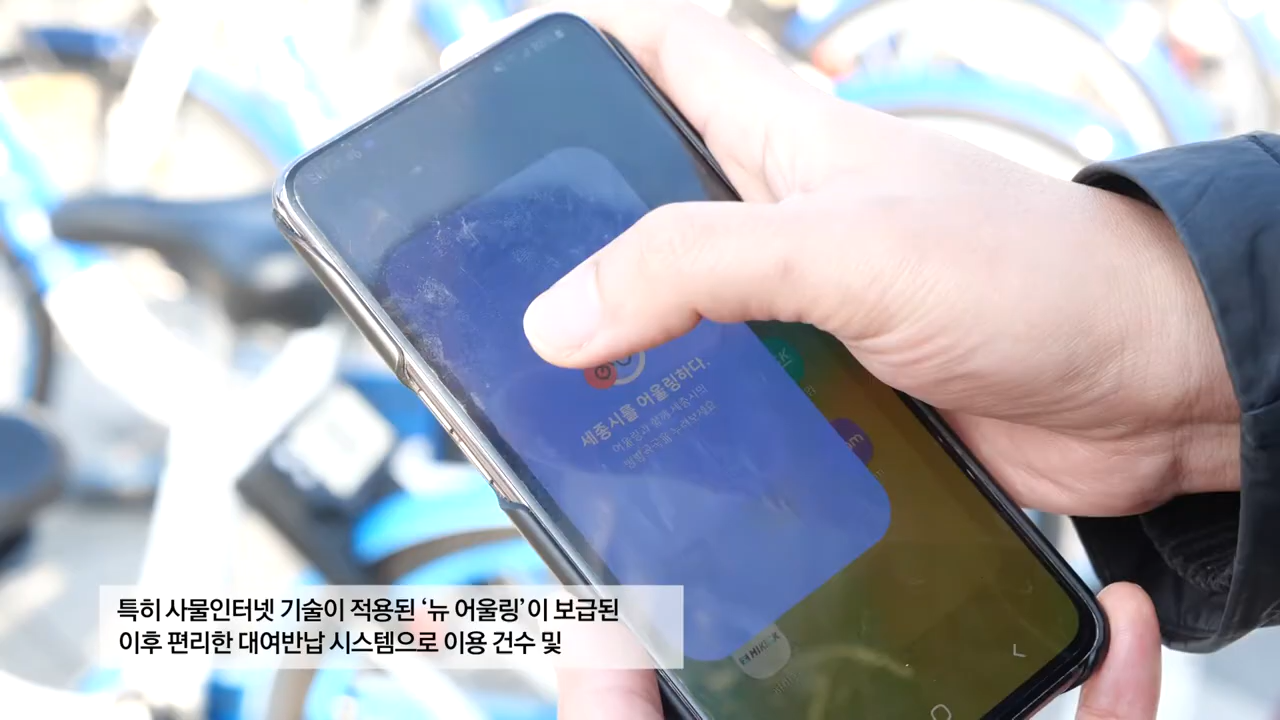 세종시를 어울링하다.
특히 사물인터넷 기술이 적용된 ‘뉴 어울링’이 보급된
이후 편리한 대여반납 시스템으로 이용 건수 및